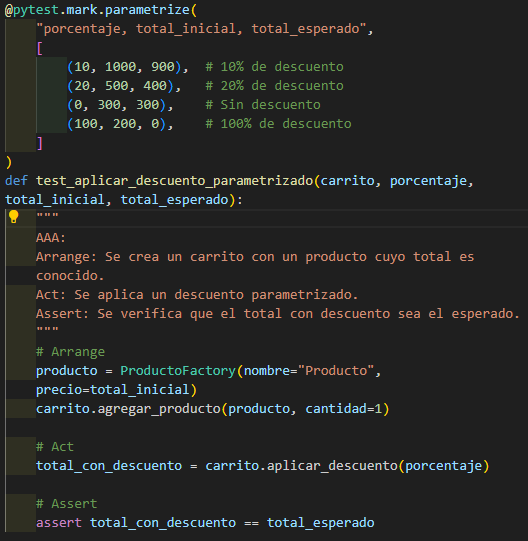 @pytest.mark.parametrize(
    "porcentaje, total_inicial, total_esperado",
    [
        (10, 1000, 900),  # 10% de descuento
        (20, 500, 400),   # 20% de descuento
        (0, 300, 300),    # Sin descuento
        (100, 200, 0),    # 100% de descuento
    ]
)
def test_aplicar_descuento_parametrizado(carrito, porcentaje,
total_inicial, total_esperado):
    """
    AAA:
    Arrange: Se crea un carrito con un producto cuyo total es
    conocido.
    Act: Se aplica un descuento parametrizado.
    Assert: Se verifica que el total con descuento sea el esperado.
    """
    # Arrange
    producto = ProductoFactory(nombre="Producto",
    precio=total_inicial)
    carrito.agregar_producto(producto, cantidad=1)

    # Act
    total_con_descuento = carrito.aplicar_descuento(porcentaje)

    # Assert
    assert total_con_descuento == total_esperado